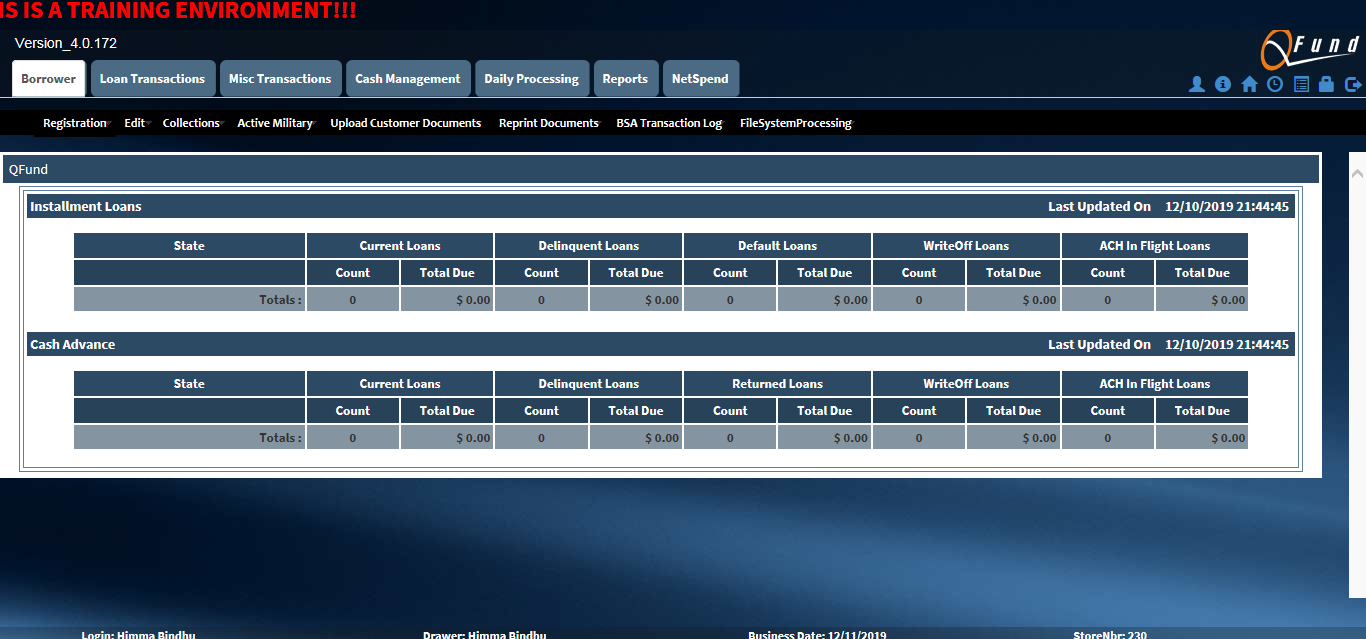 IS IS A TRAINING ENVIRONMENT!!!
Version_4.0.172
QFund
Borrower Loan Transactions Misc Transactions Cash Management Daily Processing Reports NetSpend
Registration Edit Collections Active Military Upload Customer Documents Reprint Documents BSA Transaction Log FileSystemProcessing
QFund
Installment Loans Last Updated On 12/10/2019 21:44:45
State Current Loans Delinquent Loans Default Loans WriteOff Loans ACH In Flight Loans
Count Total Due Count Total Due Count Total Due Count Total Due Count Total Due
Totals : 0 $ 0.00 0 $ 0.00 0 $ 0.00 0 $ 0.00 0 $ 0.00
Cash Advance Last Updated On 12/10/2019 21:44:45
State Current Loans Delinquent Loans Returned Loans WriteOff Loans ACH In Flight Loans
Count Total Due Count Total Due Count Total Due Count Total Due Count Total Due
Totals : 0 $ 0.00 0 $ 0.00 0 $ 0.00 0 $ 0.00 0 $ 0.00
Login: Himma Bindhu Drawer: Himma Bindhu Business Date: 12/11/2019 StoreNbr: 230